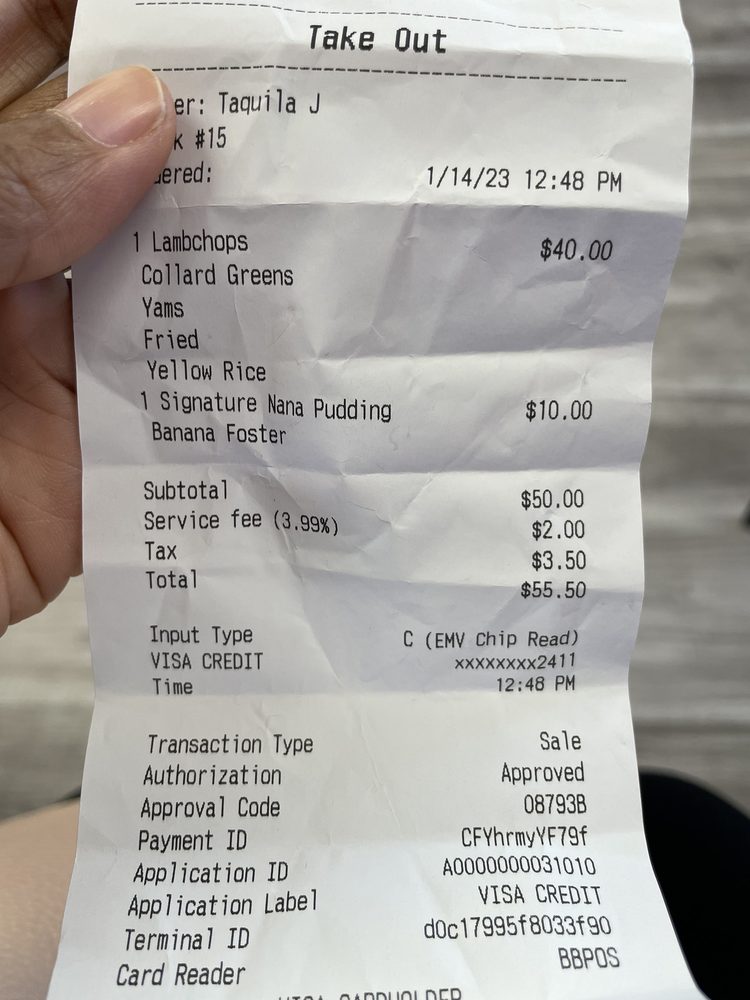 Take Out
er: Taquila J
k #15
ered: 1/14/23 12:48 PM
1 Lambchops $40.00
Collard Greens
Yams
Fried
Yellow Rice
1 Signature Nana Pudding $10.00
Banana Foster
Subtotal $50.00
Service fee (3.99%) $2.00
Tax $3.50
Total $55.50
Input Type C (EMV Chip Read)
VISA CREDIT xxxxxxxx2411
Time 12:48 PM
Transaction Type Sale
Authorization Approved
Approval Code 08793B
Payment ID CFYhrmyYF79f
Application ID A0000000031010
Application Label VISA CREDIT
Terminal ID d0c17995f8033f90
Card Reader BBPOS
VISA CARDHOLDER